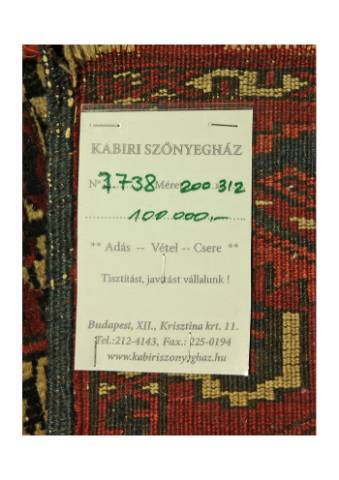 KABIRI SZŐNYEGHÁZ
Nº 3738 Méret 200 312
100.000,-
** Adás -- Vétel -- Csere **
Tisztítást, javítást vállalunk !
Budapest, XII., Krisztina krt. 11.
Tel.:212-4143, Fax.: 225-0194
www.kabiriszonyeghaz.hu